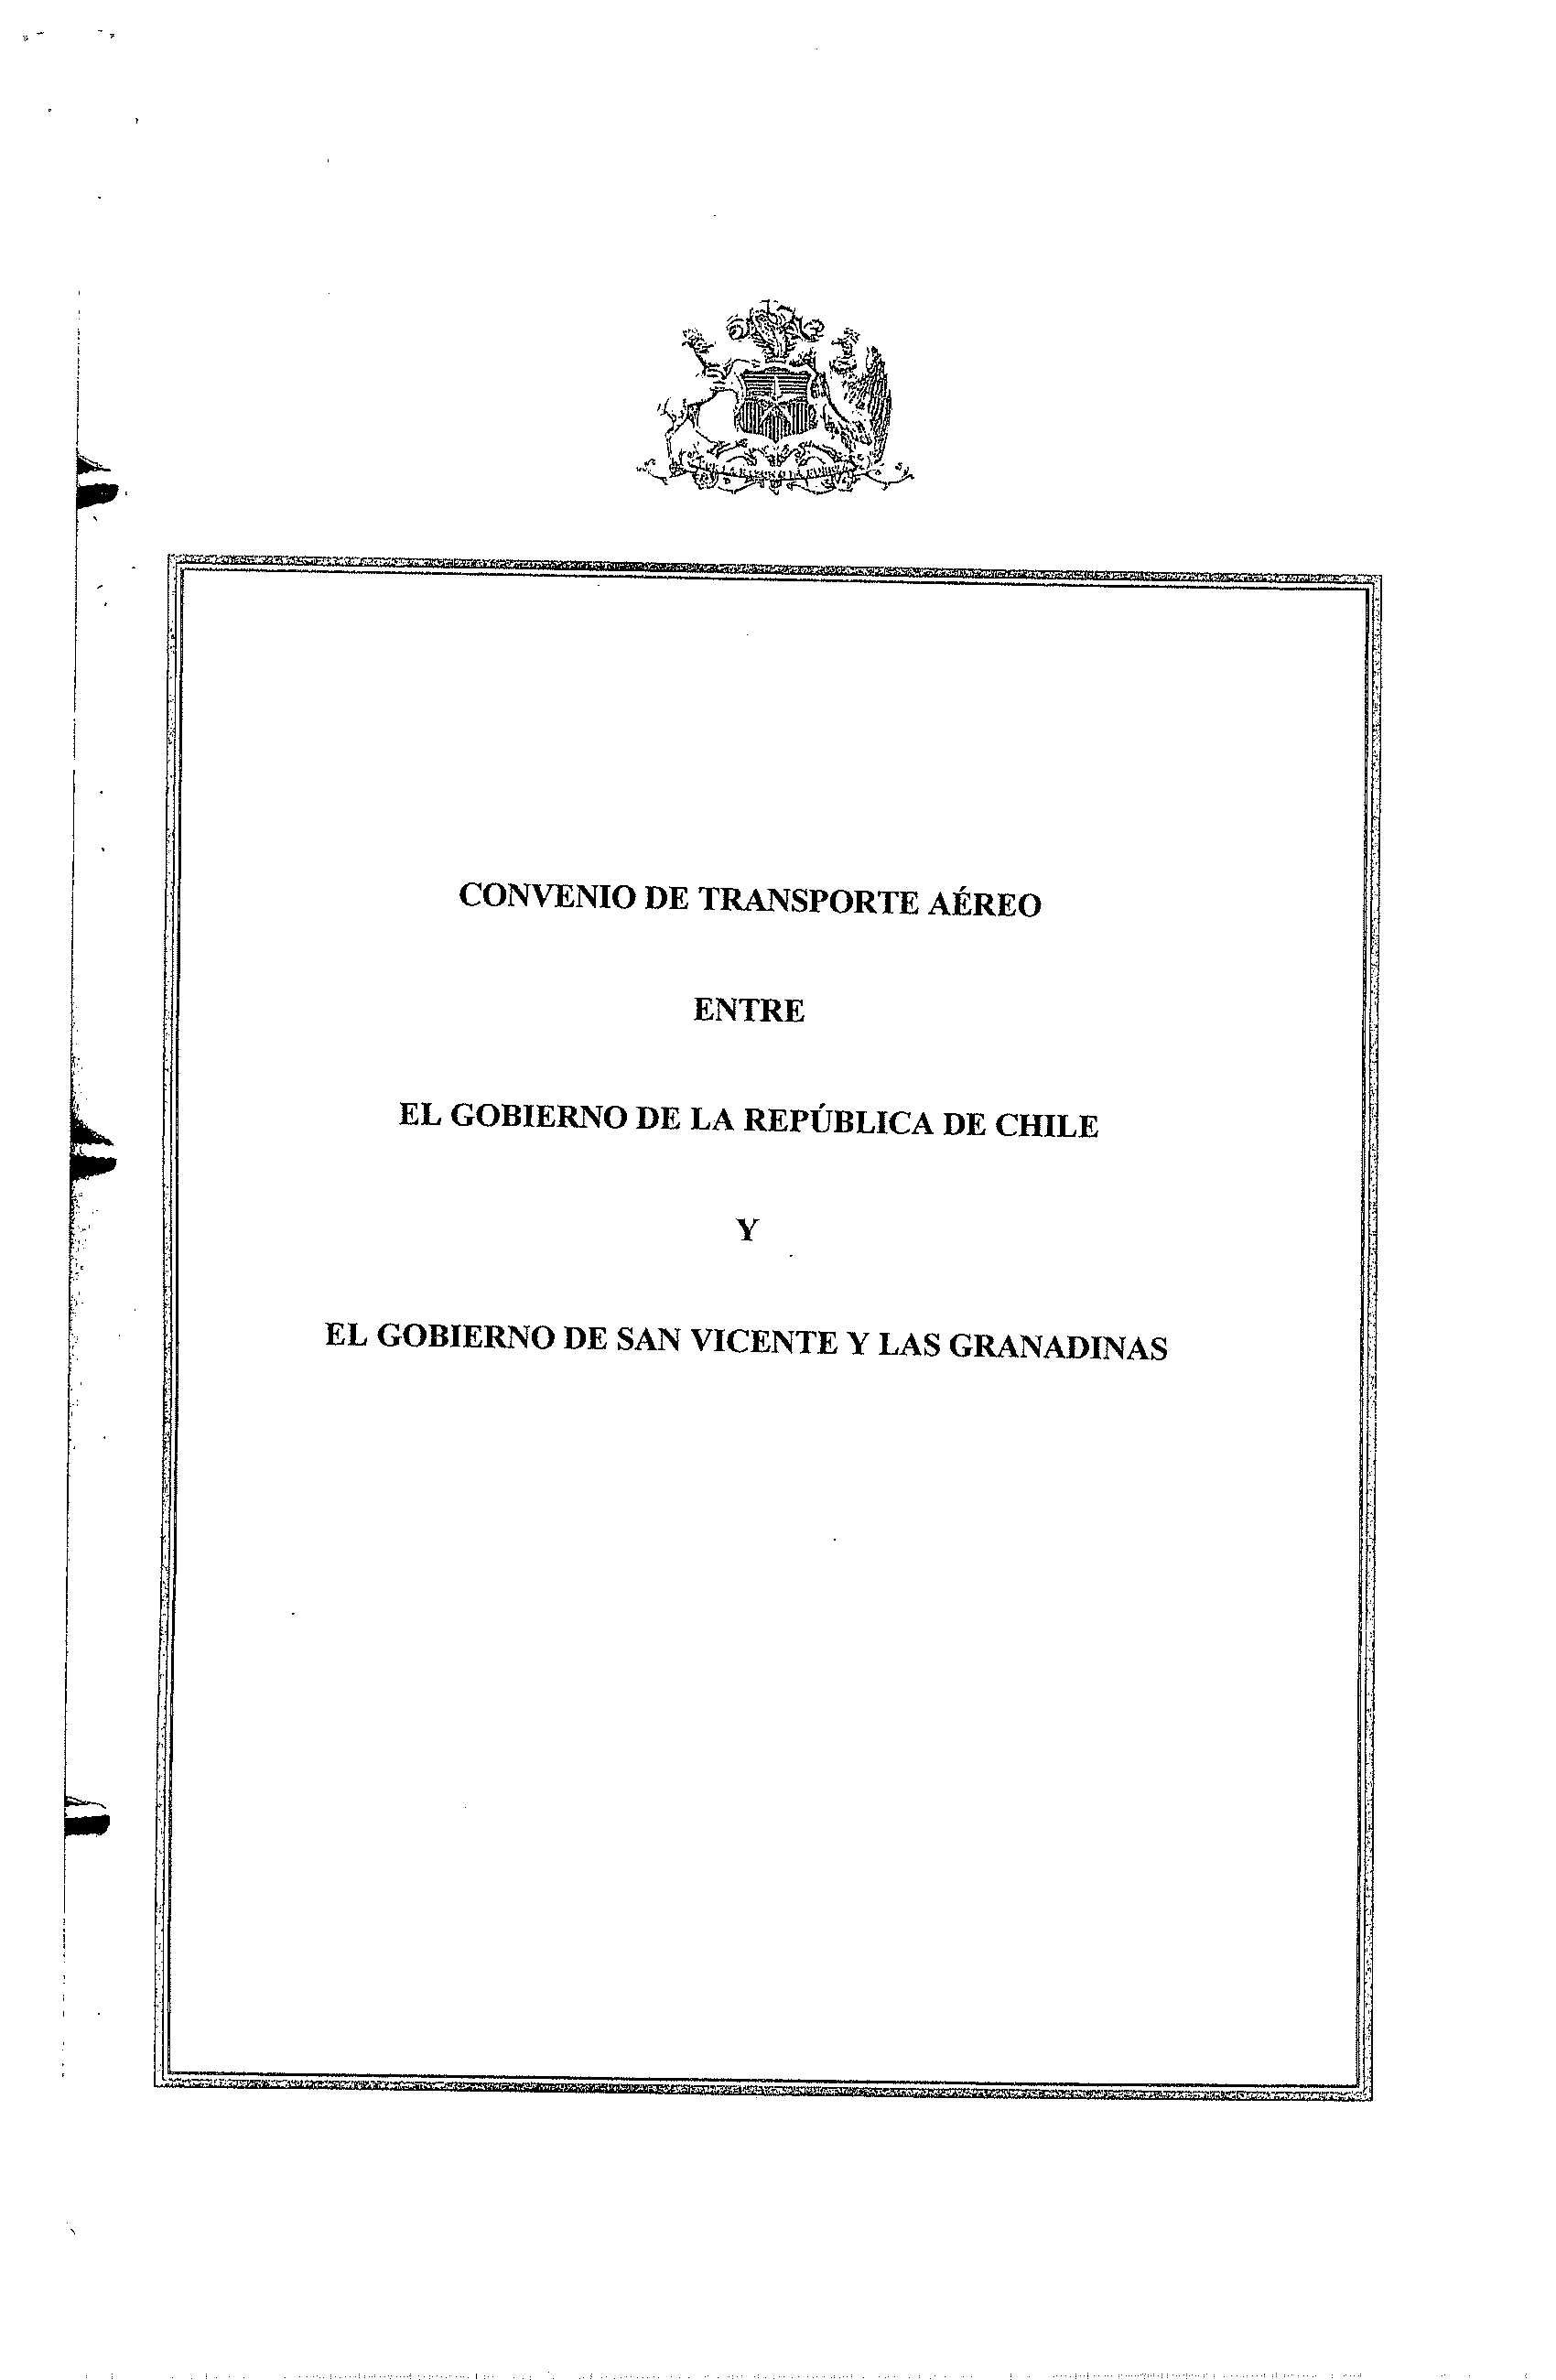 CONVENIO DE TRANSPORTE AÉREO
ENTRE
EL GOBIERNO DE LA REPÚBLICA DE CHILE
Y
EL GOBIERNO DE SAN VICENTE Y LAS GRANADINAS